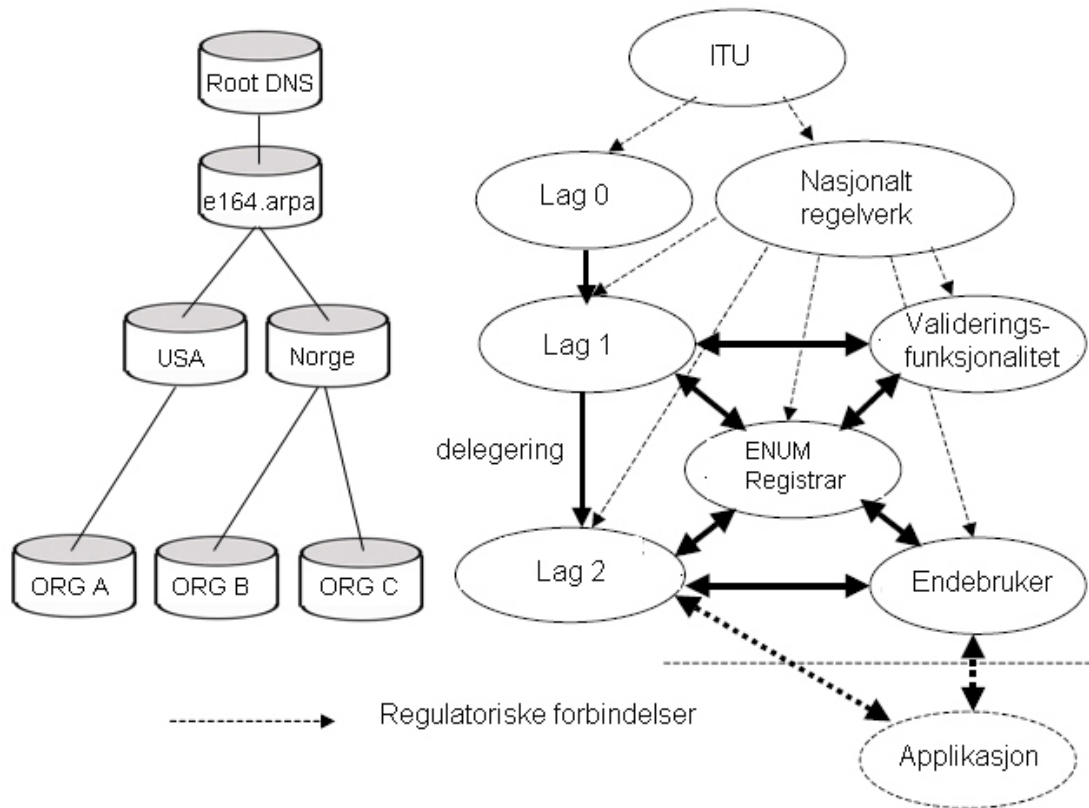 Root DNS
e164.arpa
USA
Norge
ORG A
ORG B
ORG C
ITU
Lag 0
Nasjonalt
regelverk
Lag 1
Validerings-
funksjonalitet
delegering
ENUM
Registrar
Lag 2
Endebruker
Regulatoriske forbindelser
Applikasjon